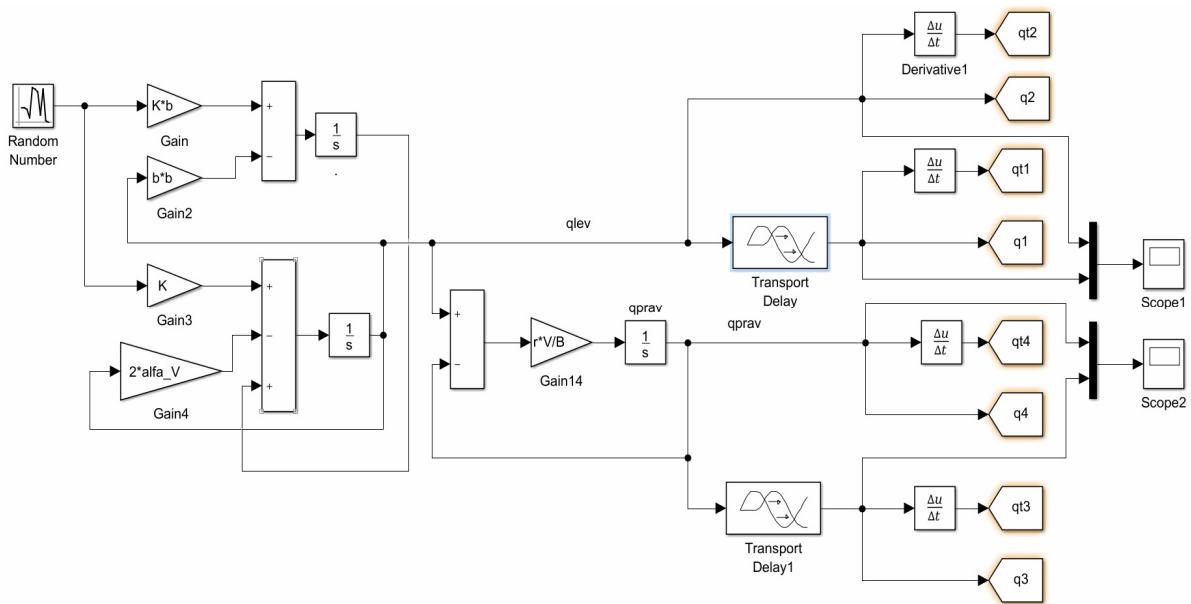 Δu
Δt
qt2
Derivative1
q2
Random
Number
K*b
+
Gain
−
1
s
.
b*b
Gain2
Δu
Δt
qt1
qlev
q1
Transport
Delay
Scope1
K
+
Gain3
−
1
s
2*alfa_V
+
Gain4
+
−
r*V/B
Gain14
qprav
1
s
qprav
Δu
Δt
qt4
q4
Scope2
Transport
Delay1
Δu
Δt
qt3
q3